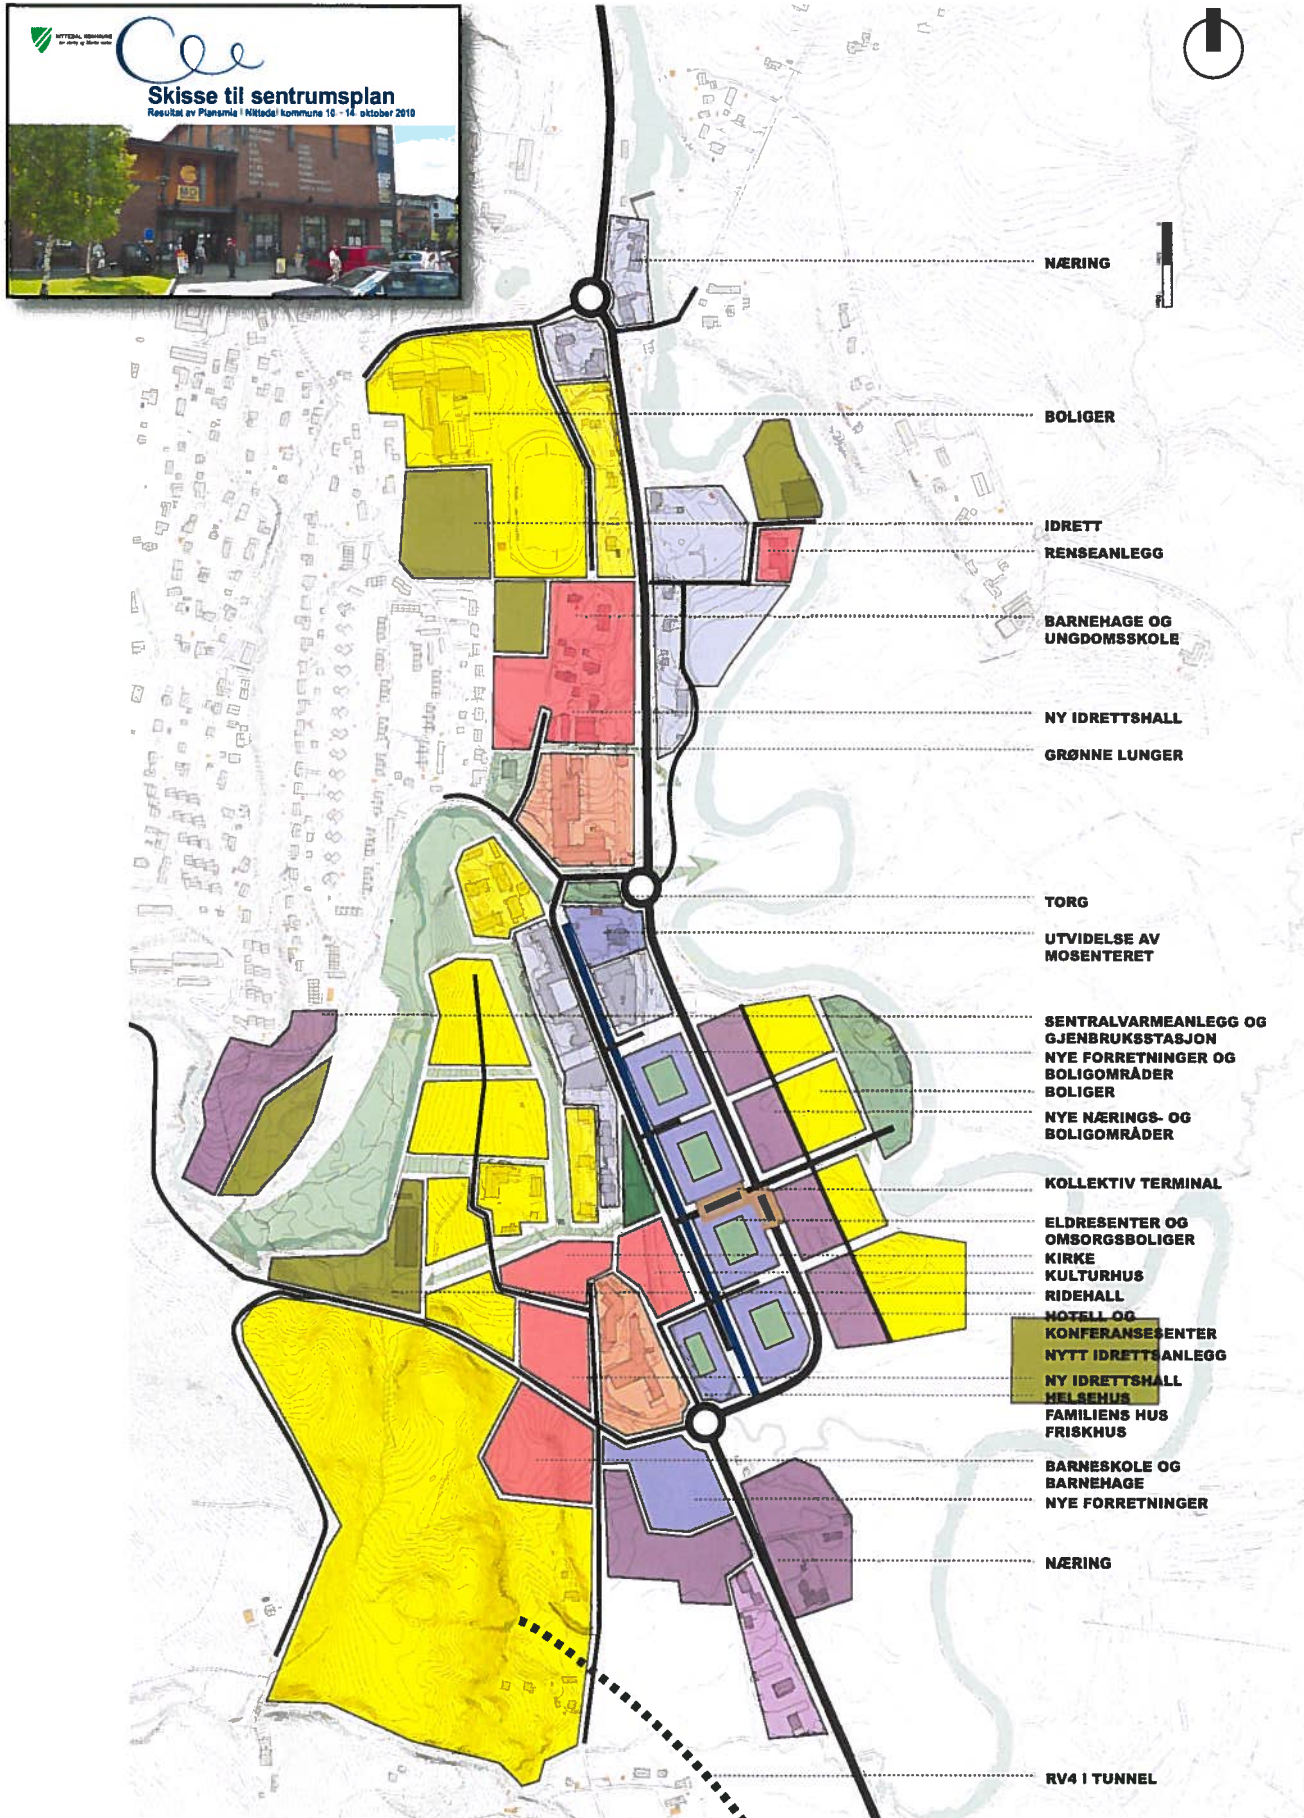 NITTEDAL KOMMUNE
Skisse til sentrumsplan
Resultat av Plansmia i Nittedal kommune 10 - 14. oktober 2010
NÆRING
BOLIGER
IDRETT
RENSEANLEGG
BARNEHAGE OG
UNGDOMSSKOLE
NY IDRETTSHALL
GRØNNE LUNGER
TORG
UTVIDELSE AV
MOSENTERET
SENTRALVARMEANLEGG OG
GJENBRUKSSTASJON
NYE FORRETNINGER OG
BOLIGOMRÅDER
BOLIGER
NYE NÆRINGS- OG
BOLIGOMRÅDER
KOLLEKTIV TERMINAL
ELDRESENTER OG
OMSORGSBOLIGER
KIRKE
KULTURHUS
RIDEHALL
HOTELL OG
KONFERANSESENTER
NYTT IDRETTSANLEGG
NY IDRETTSHALL
HELSEHUS
FAMILIENS HUS
FRISKHUS
BARNESKOLE OG
BARNEHAGE
NYE FORRETNINGER
NÆRING
RV4 I TUNNEL